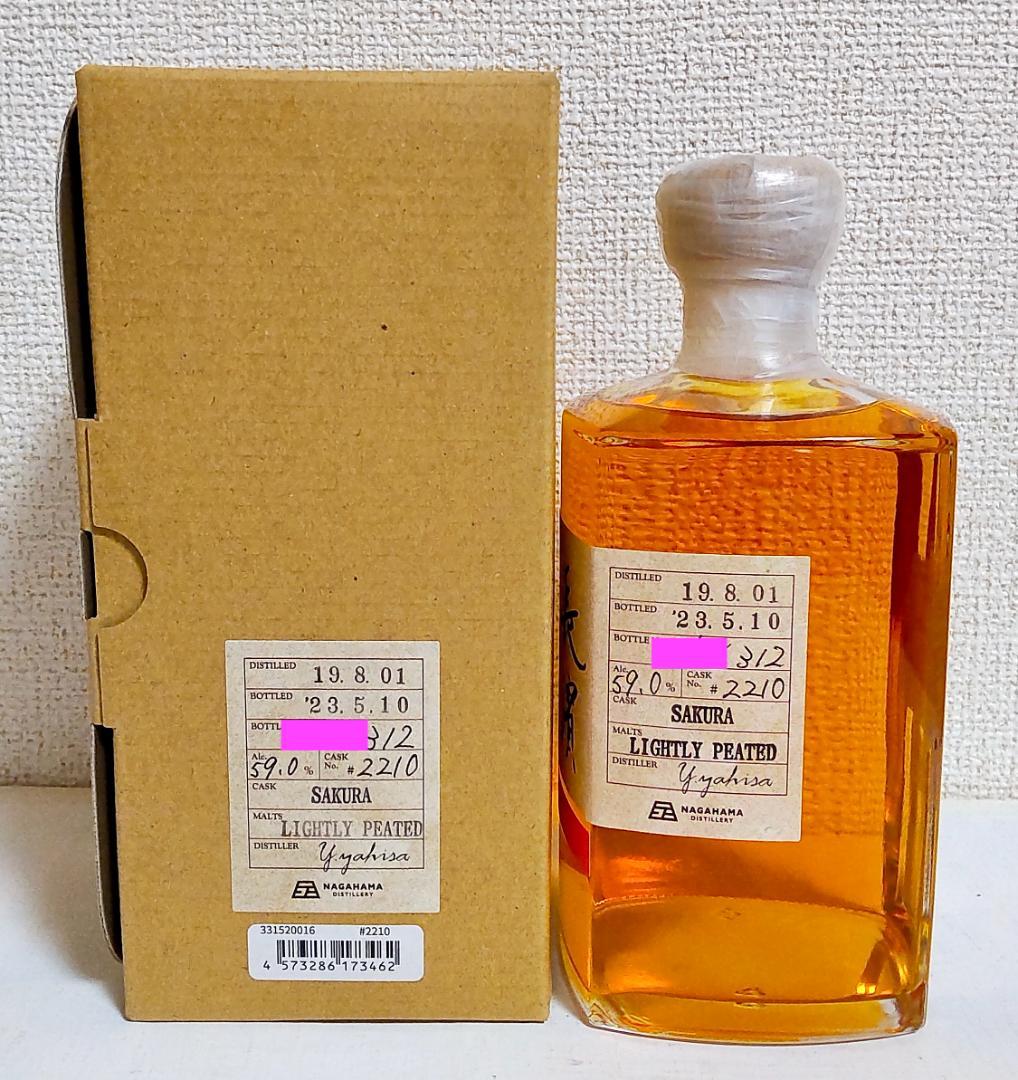 DISTILLED 19. 8. 01
BOTTLED '23. 5. 10
BOTTL 312
Alc. 59.0 % CASK No. #2210
CASK
SAKURA
MALTS
LIGHTLY PEATED
DISTILLER
Y.yahisa
NAGAHAMA
DISTILLERY
331520016 #2210
4 573286 173462
DISTILLED
19. 8. 01
BOTTLED '23. 5. 10
BOTTLE 312
Alc. 59.0 % CASK No. #2210
CASK
SAKURA
MALTS
LIGHTLY PEATED
DISTILLER
Y.yahisa
NAGAHAMA
DISTILLERY